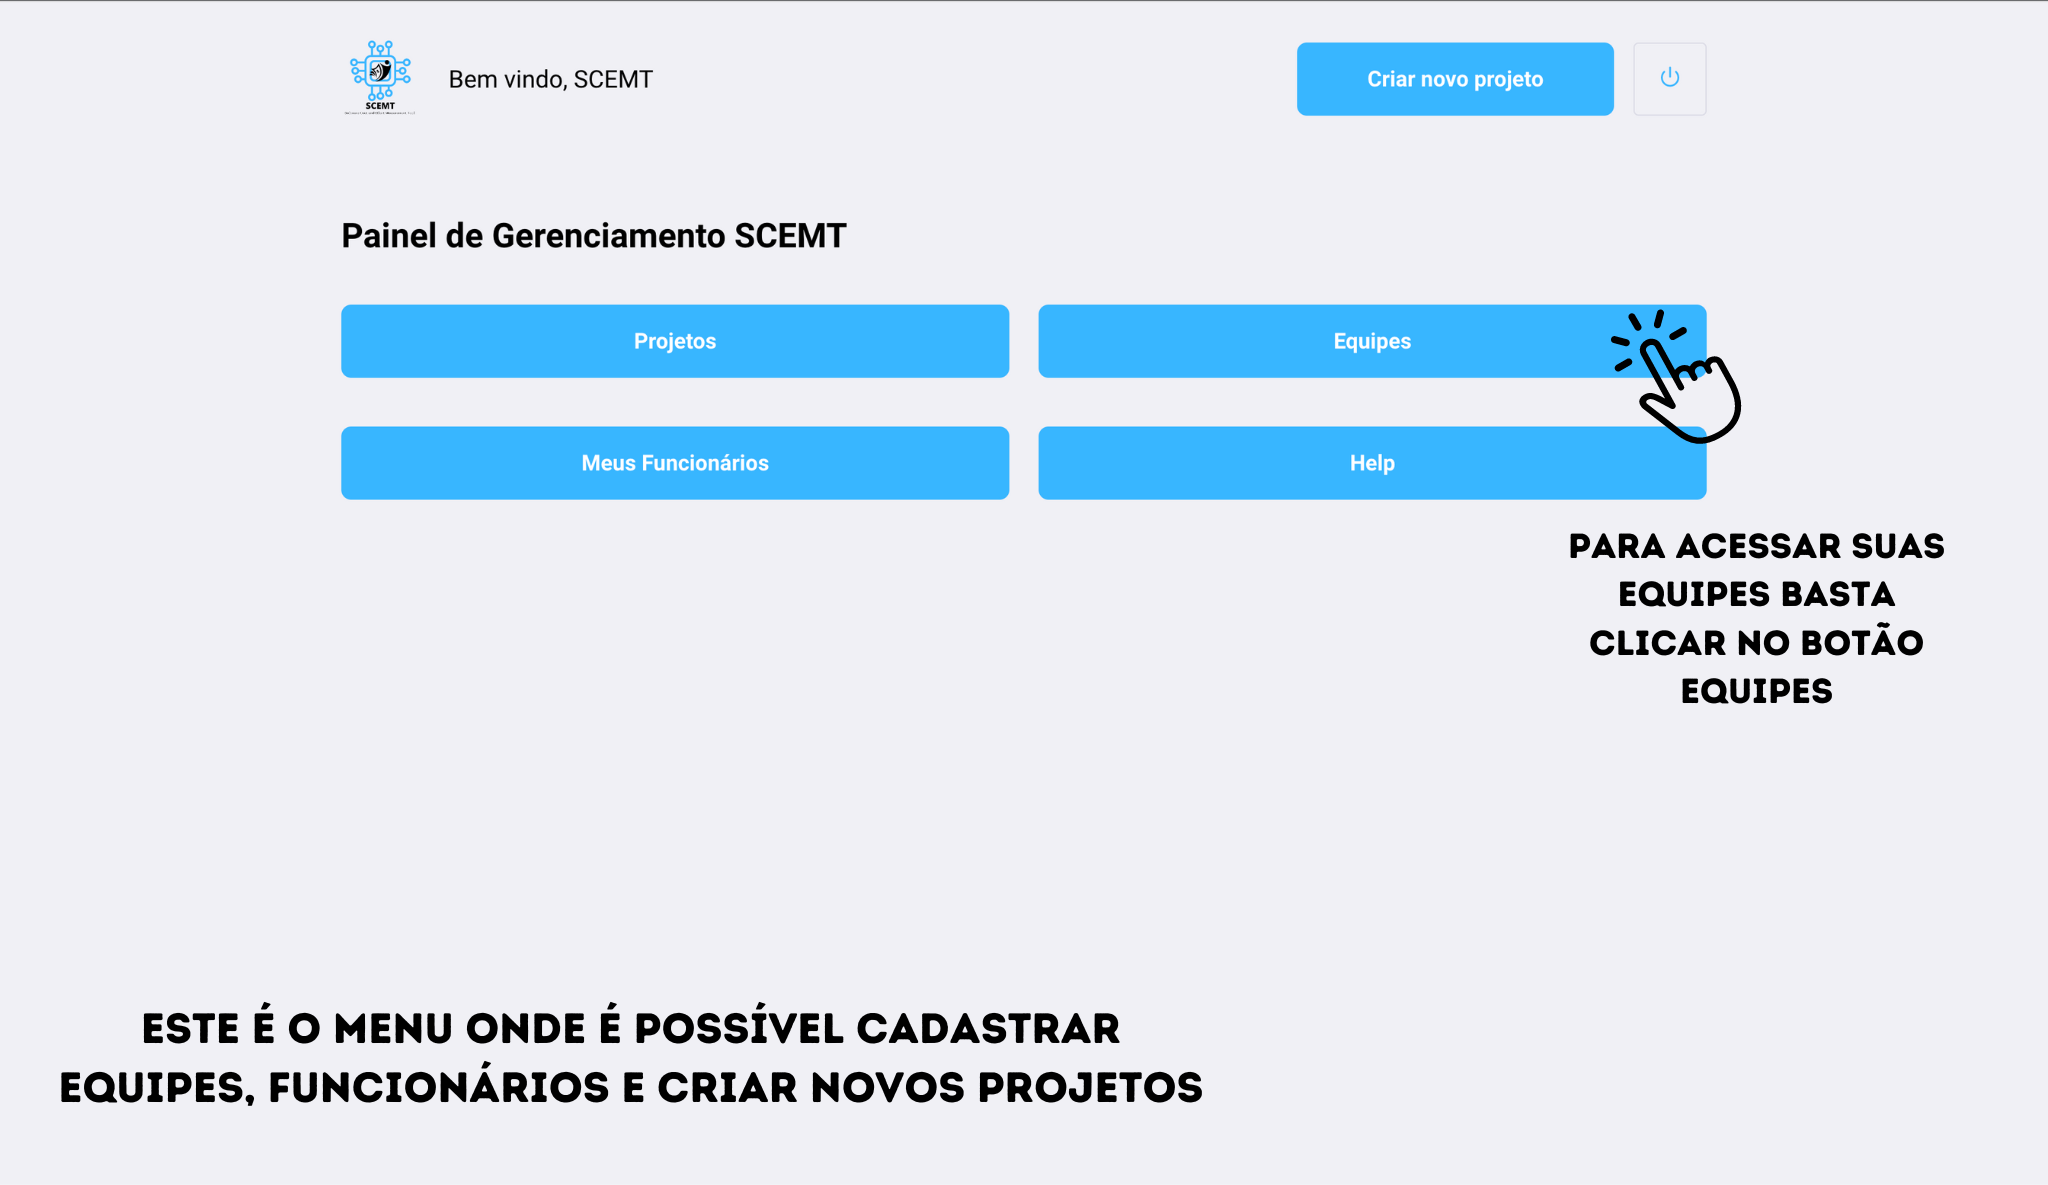 SCEMT
Bem vindo, SCEMT
Criar novo projeto
Painel de Gerenciamento SCEMT
Projetos
Equipes
Meus Funcionários
Help
PARA ACESSAR SUAS
EQUIPES BASTA
CLICAR NO BOTÃO
EQUIPES
ESTE É O MENU ONDE É POSSÍVEL CADASTRAR
EQUIPES, FUNCIONÁRIOS E CRIAR NOVOS PROJETOS